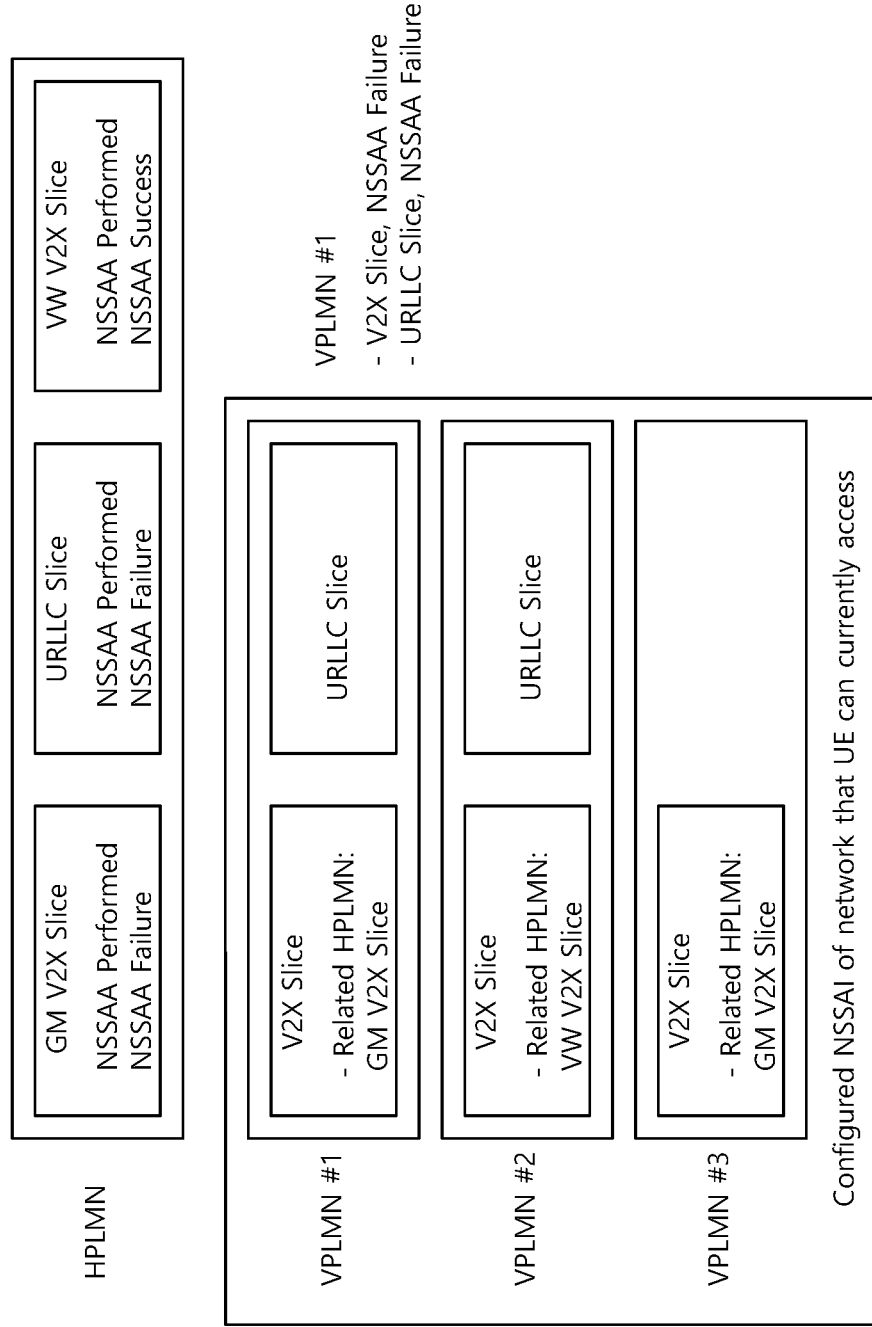 HPLMN
GM V2X Slice
NSSAA Performed
NSSAA Failure
URLLC Slice
NSSAA Performed
NSSAA Failure
VW V2X Slice
NSSAA Performed
NSSAA Success
VPLMN #1
V2X Slice
- Related HPLMN:
GM V2X Slice
URLLC Slice
VPLMN #1
- V2X Slice, NSSAA Failure
- URLLC Slice, NSSAA Failure
VPLMN #2
V2X Slice
- Related HPLMN:
VW V2X Slice
URLLC Slice
VPLMN #3
V2X Slice
- Related HPLMN:
GM V2X Slice
Configured NSSAI of network that UE can currently access